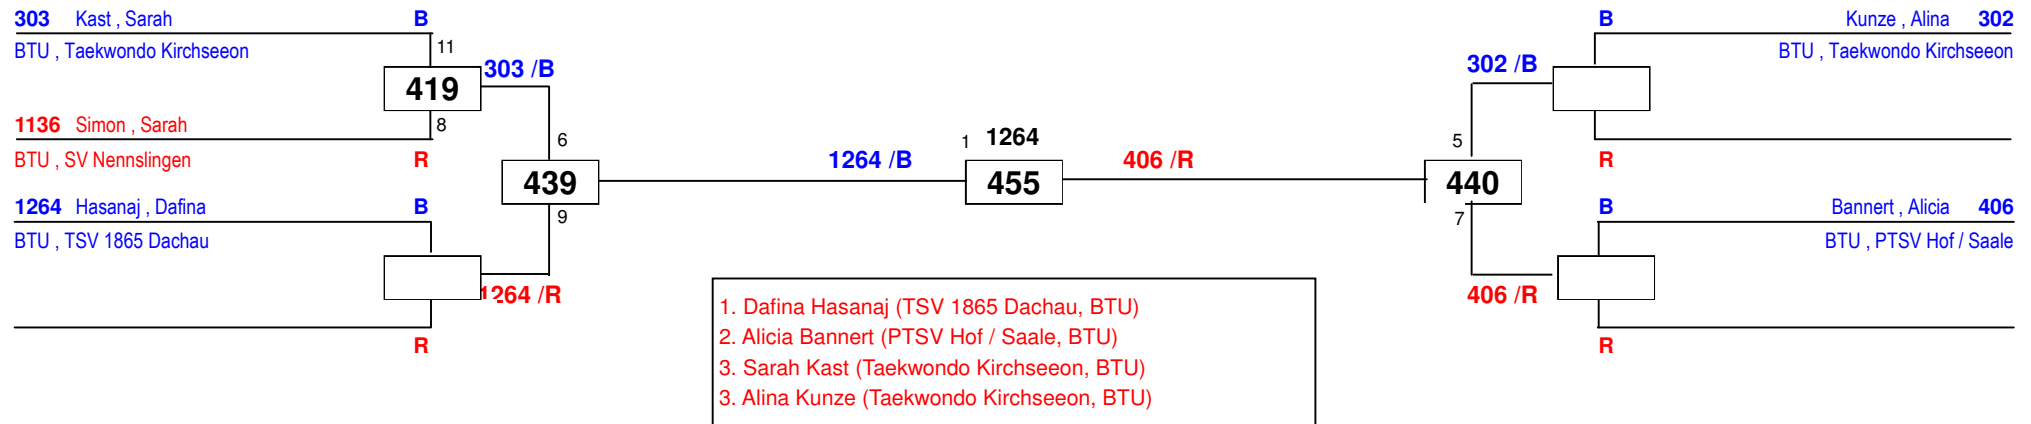 303 Kast , Sarah B
BTU , Taekwondo Kirchseeon
11
419
303 /B
8
1136 Simon , Sarah
BTU , SV Nennslingen R
6
439
9
1264 Hasanaj , Dafina B
BTU , TSV 1865 Dachau
1264 /R
R
1264 /B
1 1264
455
406 /R
B Kunze , Alina 302
BTU , Taekwondo Kirchseeon
302 /B
R
5
440
7
B Bannert , Alicia 406
BTU , PTSV Hof / Saale
406 /R
R
1. Dafina Hasanaj (TSV 1865 Dachau, BTU)
2. Alicia Bannert (PTSV Hof / Saale, BTU)
3. Sarah Kast (Taekwondo Kirchseeon, BTU)
3. Alina Kunze (Taekwondo Kirchseeon, BTU)